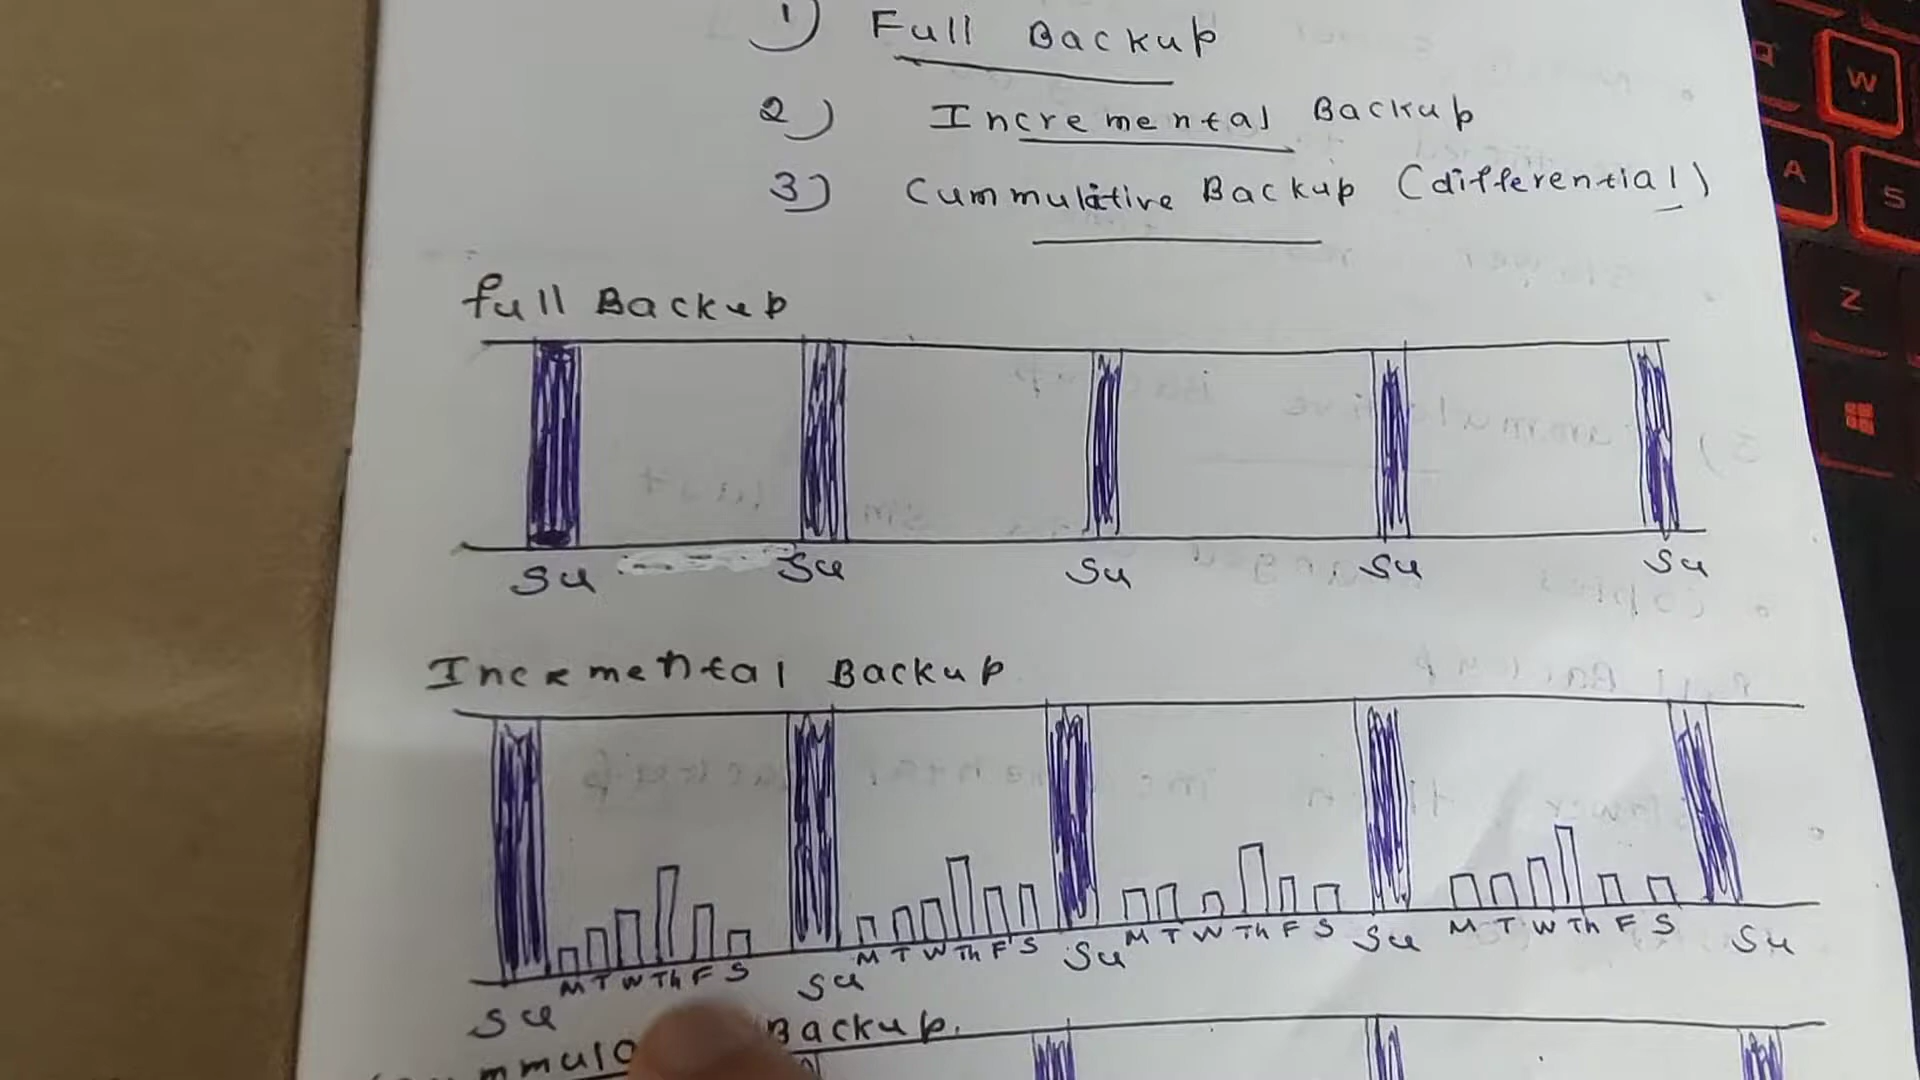 1) Full Backup
2) Incremental Backup
3) Cummulitive Backup (differential)
full Backup
Su Su Su Su Su
Incremental Backup
M T W Th F S M T W Th F S M T W Th F S M T W Th F S
Su Su Su Su Su
Backup.
W
A S
Z